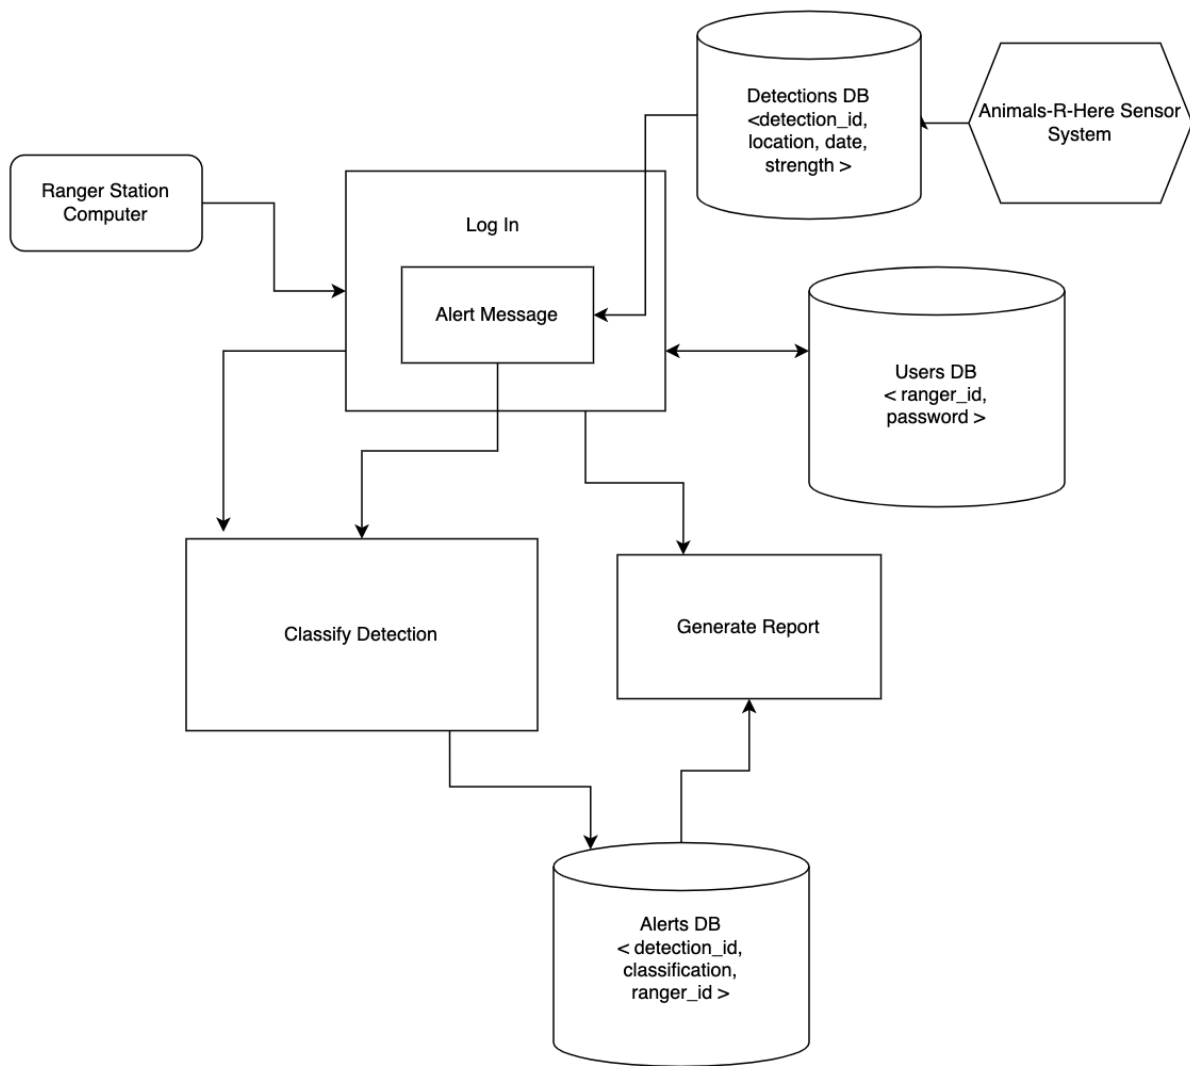 Detections DB
<detection_id,
location, date,
strength >
Animals-R-Here Sensor
System
Ranger Station
Computer
Log In
Alert Message
Users DB
< ranger_id,
password >
Classify Detection
Generate Report
Alerts DB
< detection_id,
classification,
ranger_id >